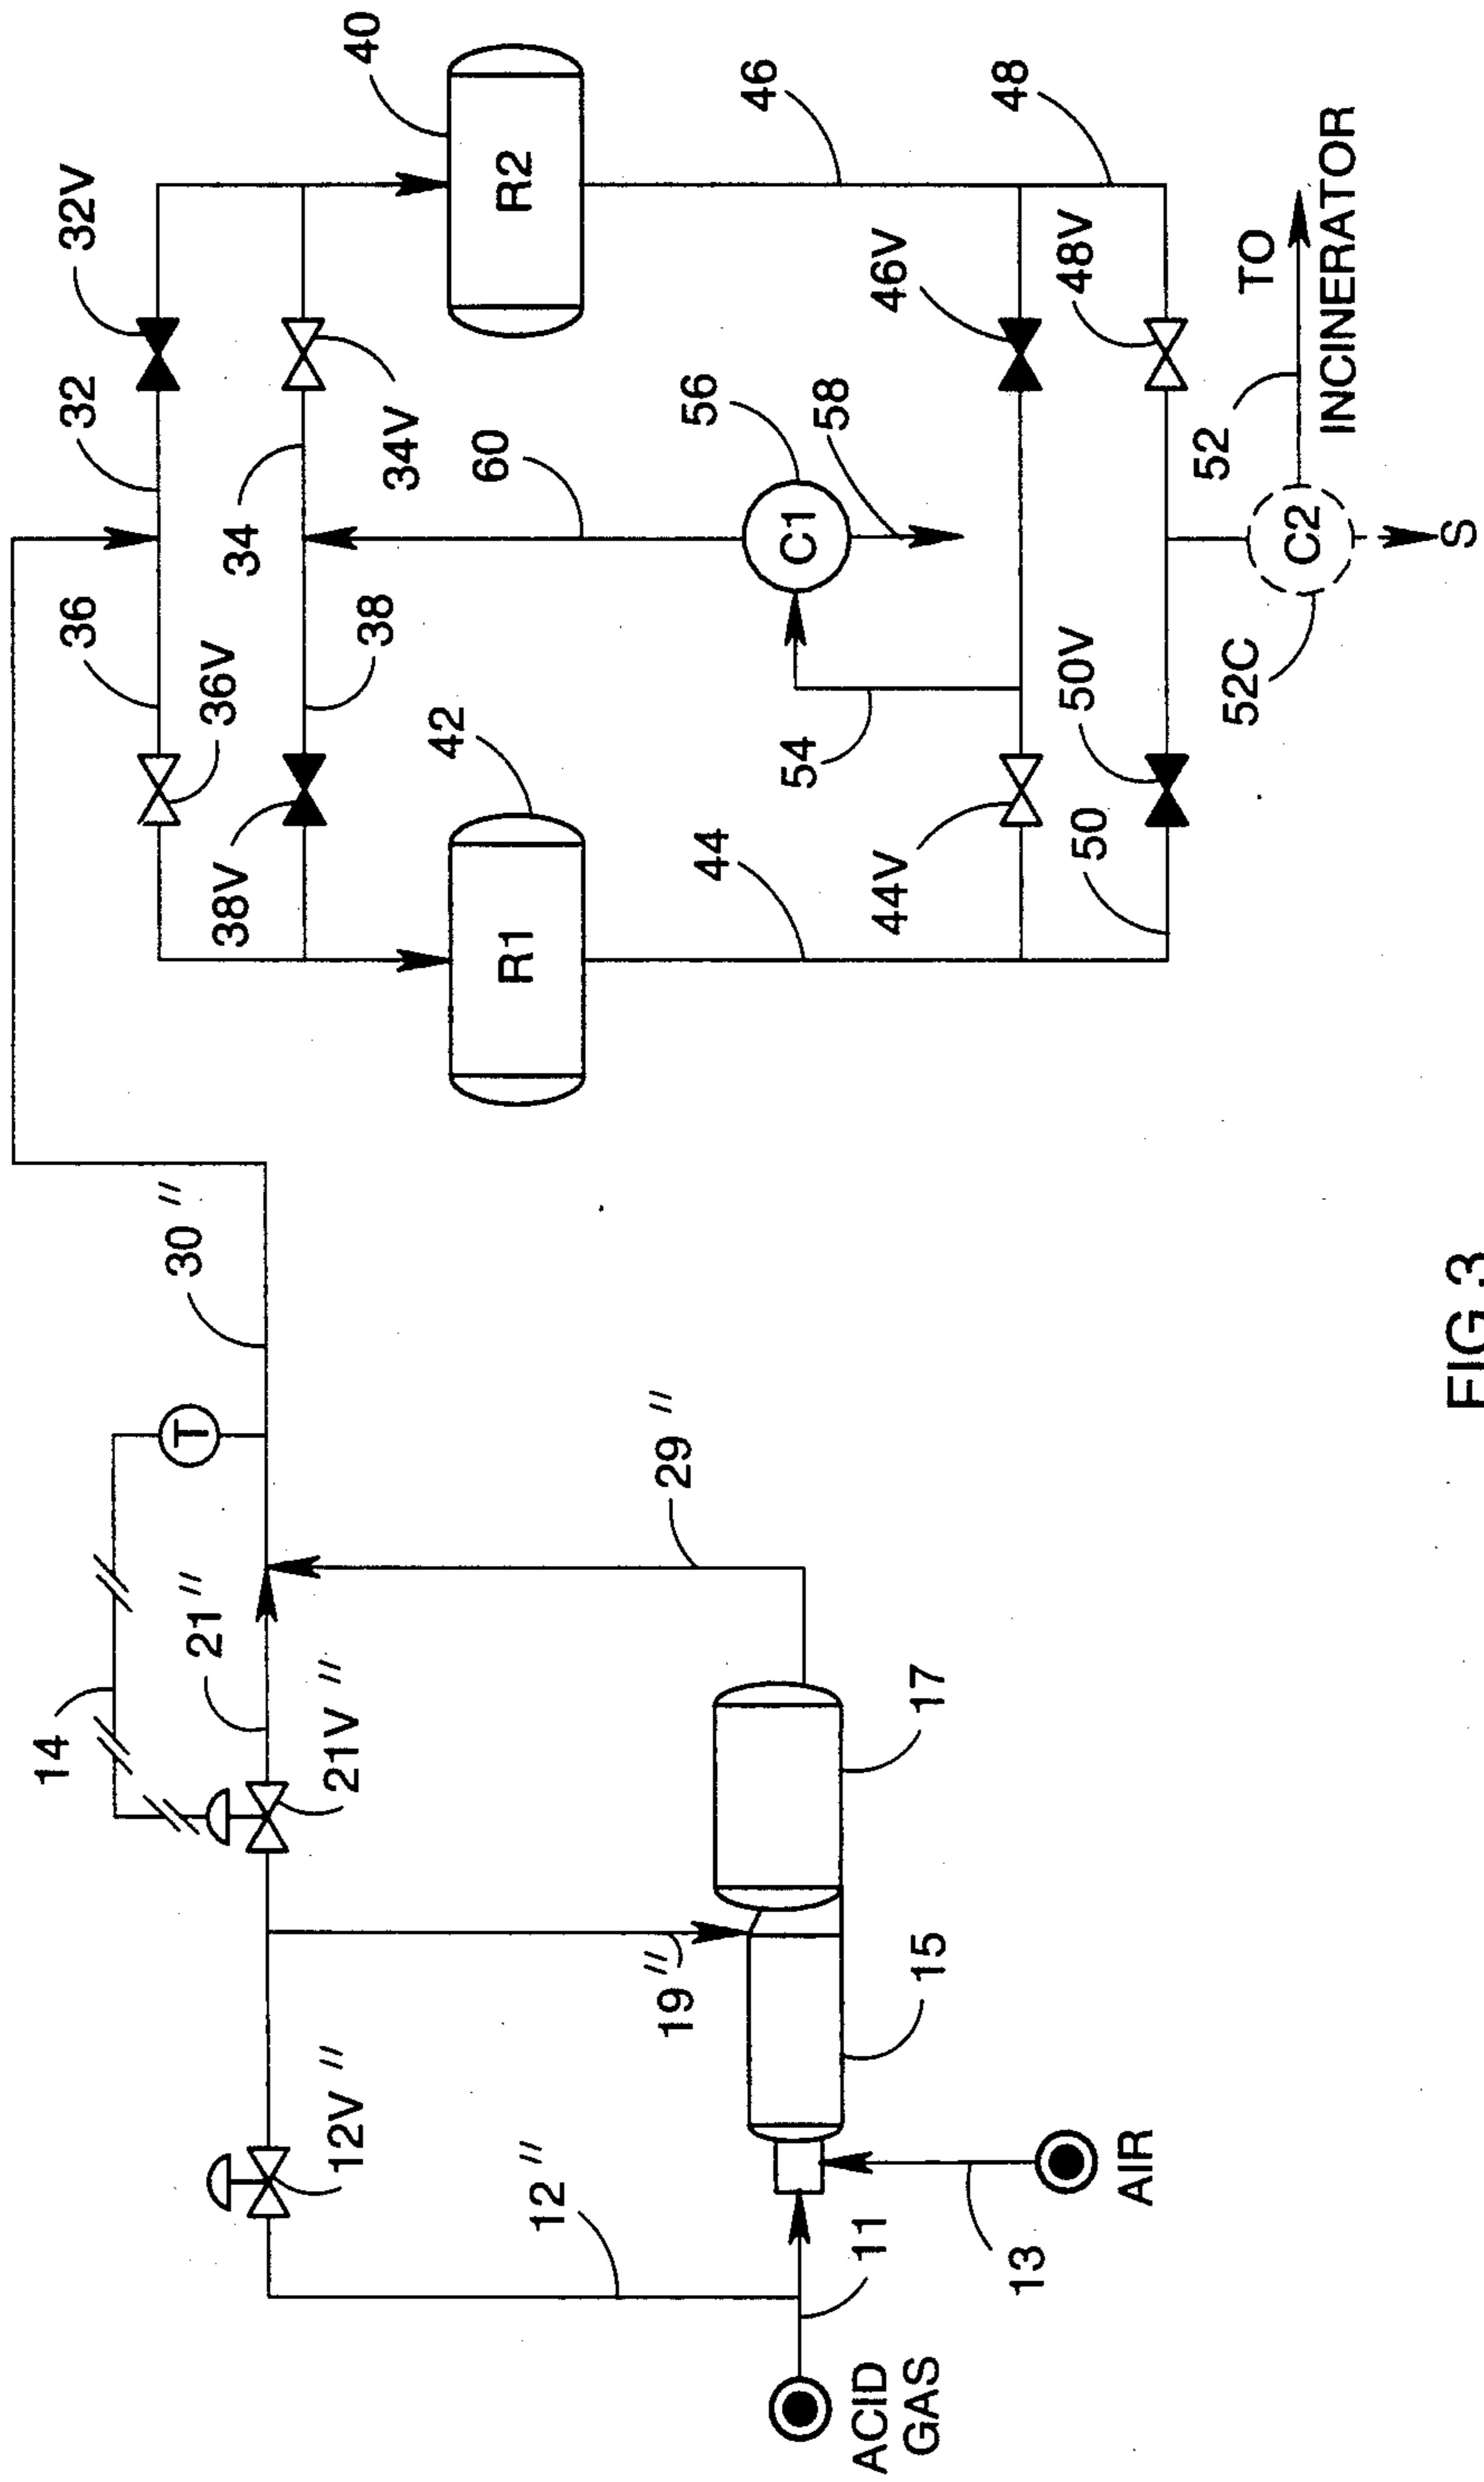 14
21"
21V"
12V"
12"
19"
29"
30"
T
17
15
11
13
ACID
GAS
AIR
36
36V
38V
38
32
32V
34
34V
40
42
R1
R2
60
56
C1
58
54
44
44V
46
46V
48
48V
50
50V
52
52C
C2
S
TO
INCINERATOR
FIG.3